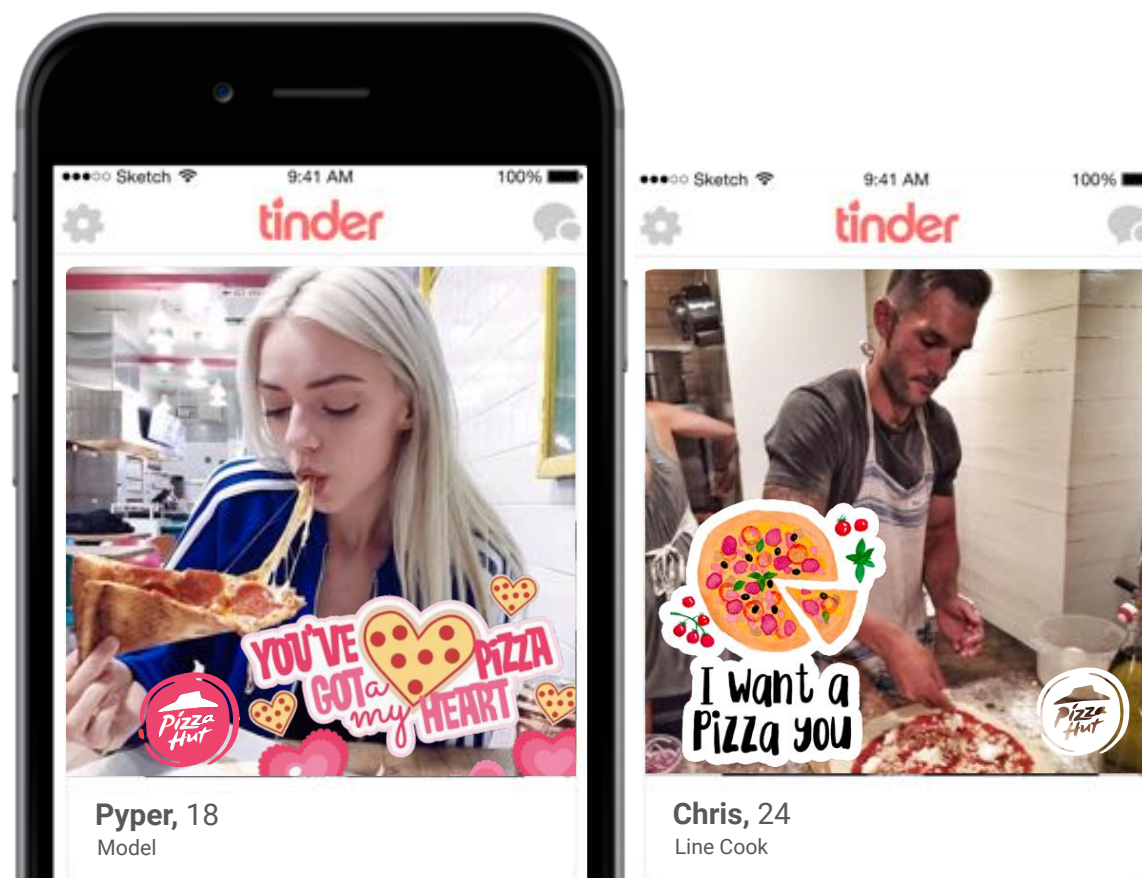 ●●●○○ Sketch 9:41 AM 100%
tinder
YOU'VE
GOT a PIZZA
my HEART
Pizza
Hut
Pyper, 18
Model
●●●○○ Sketch 9:41 AM 100%
tinder
I want a
Pizza you
Pizza
Hut
Chris, 24
Line Cook